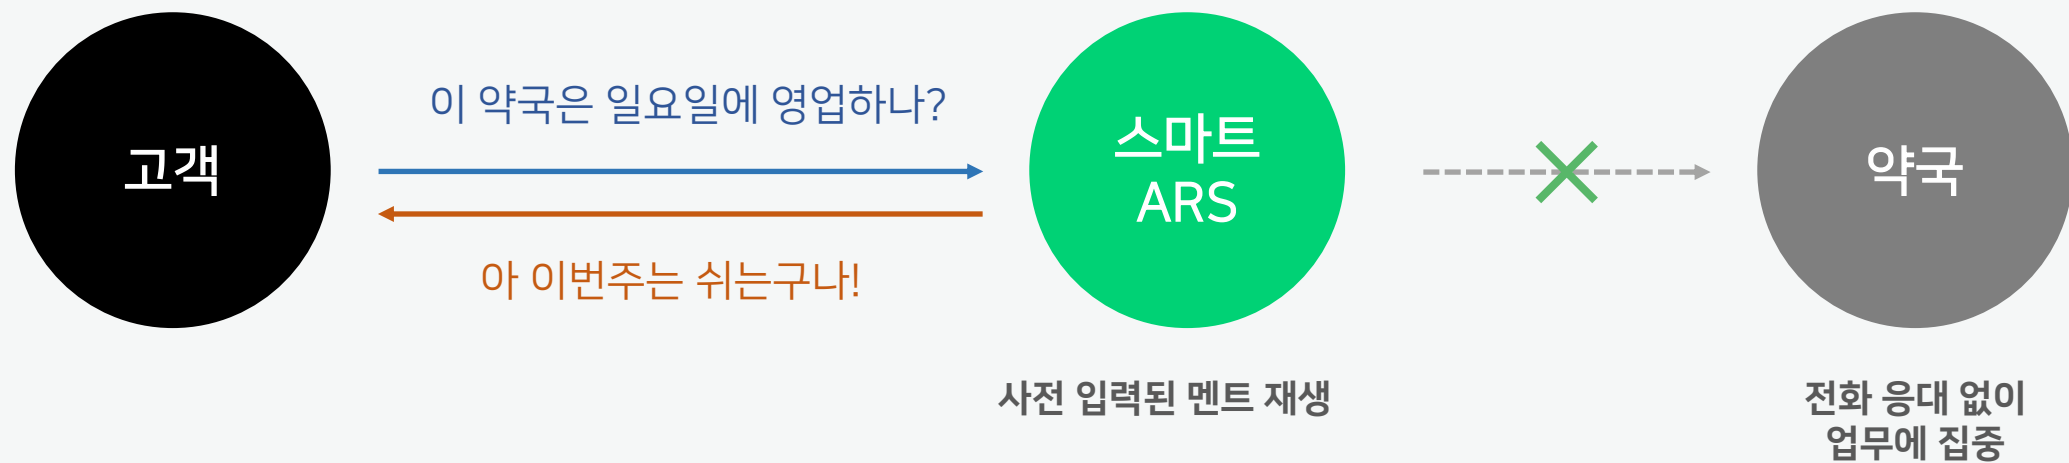 고객
이 약국은 일요일에 영업하나?
아 이번주는 쉬는구나!
스마트
ARS
사전 입력된 멘트 재생
약국
전화 응대 없이
업무에 집중